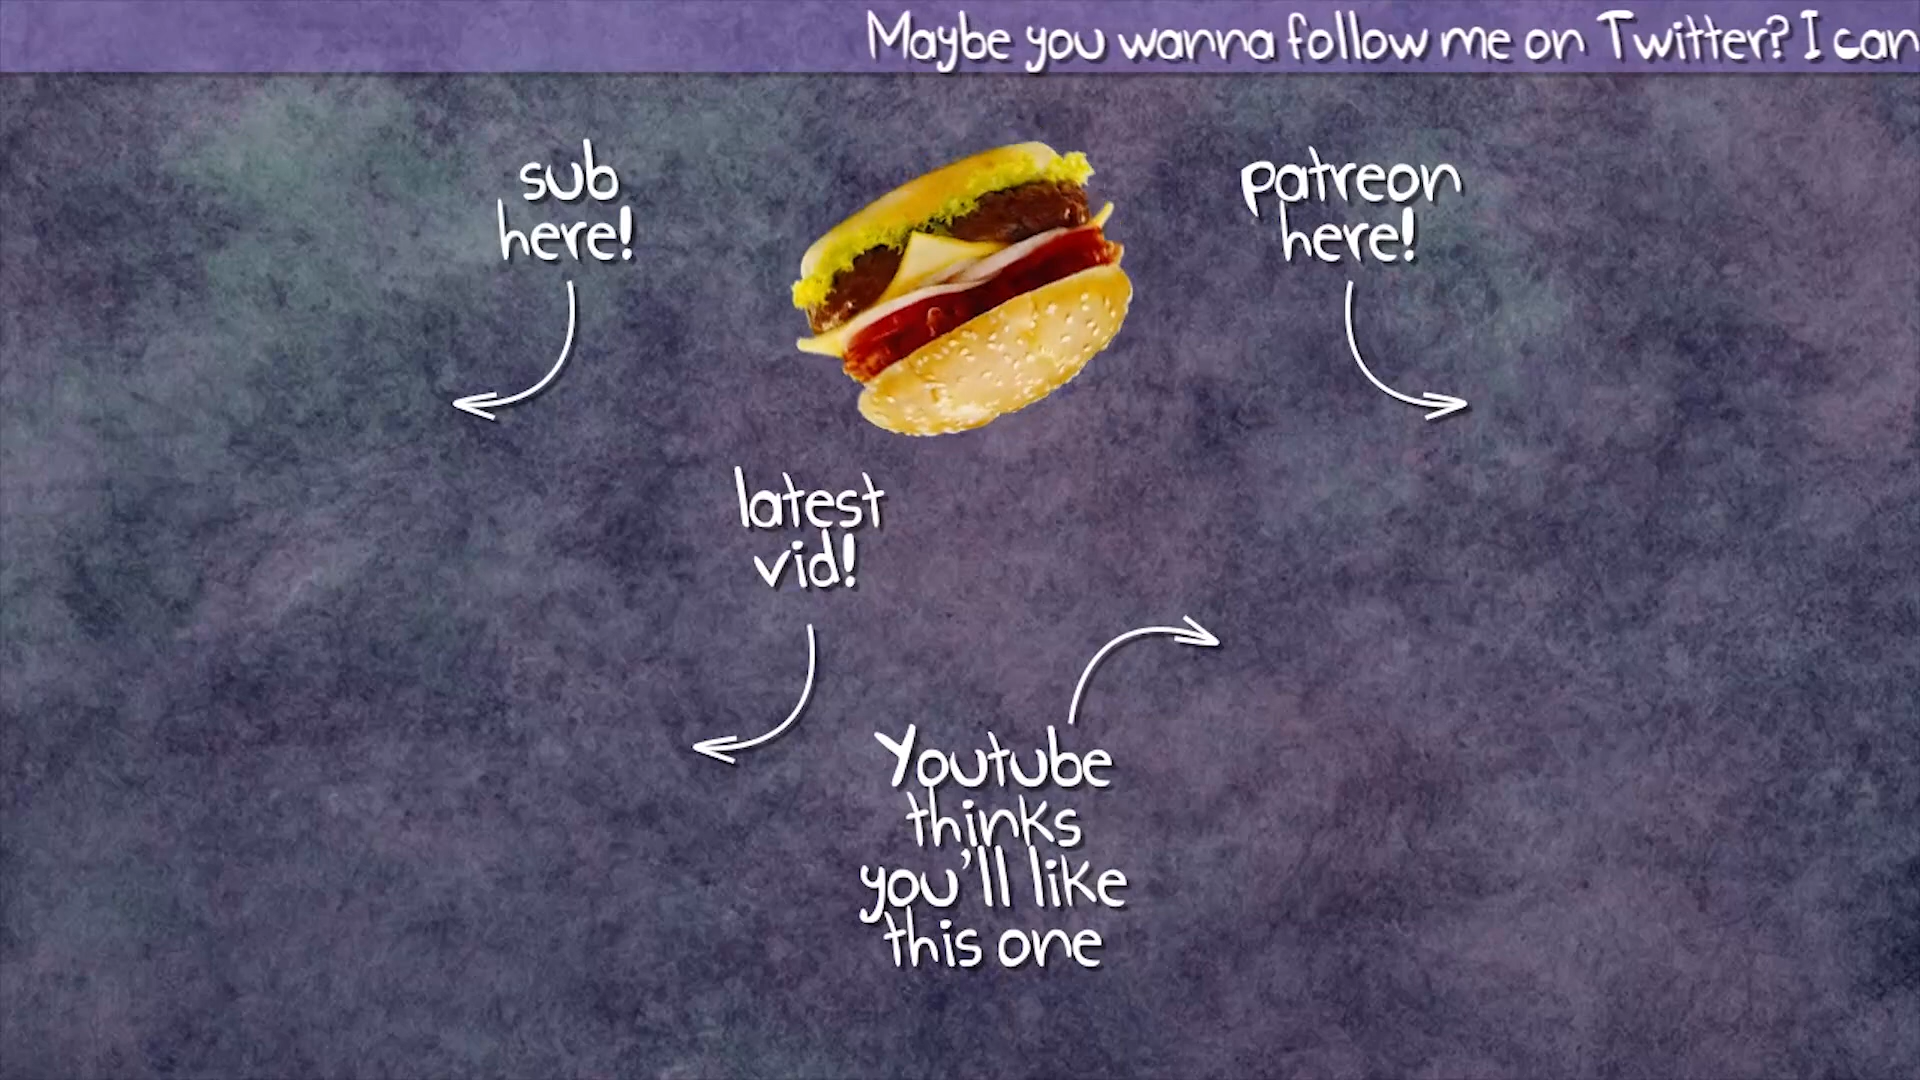 Maybe you wanna follow me on Twitter? I can
sub
here!
patreon
here!
latest
vid!
Youtube
thinks
you'll like
this one